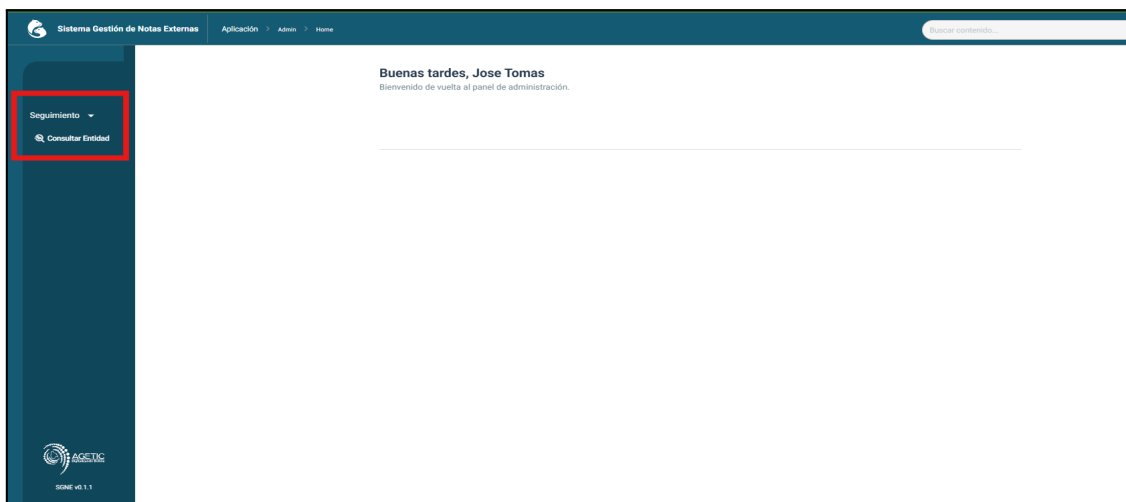 Sistema Gestión de Notas Externas
Aplicación > Admin > Home
Buscar contenido...
Buenas tardes, Jose Tomas
Bienvenido de vuelta al panel de administración.
Seguimiento
Consultar Entidad
AGETIC
SGNE v0.1.1